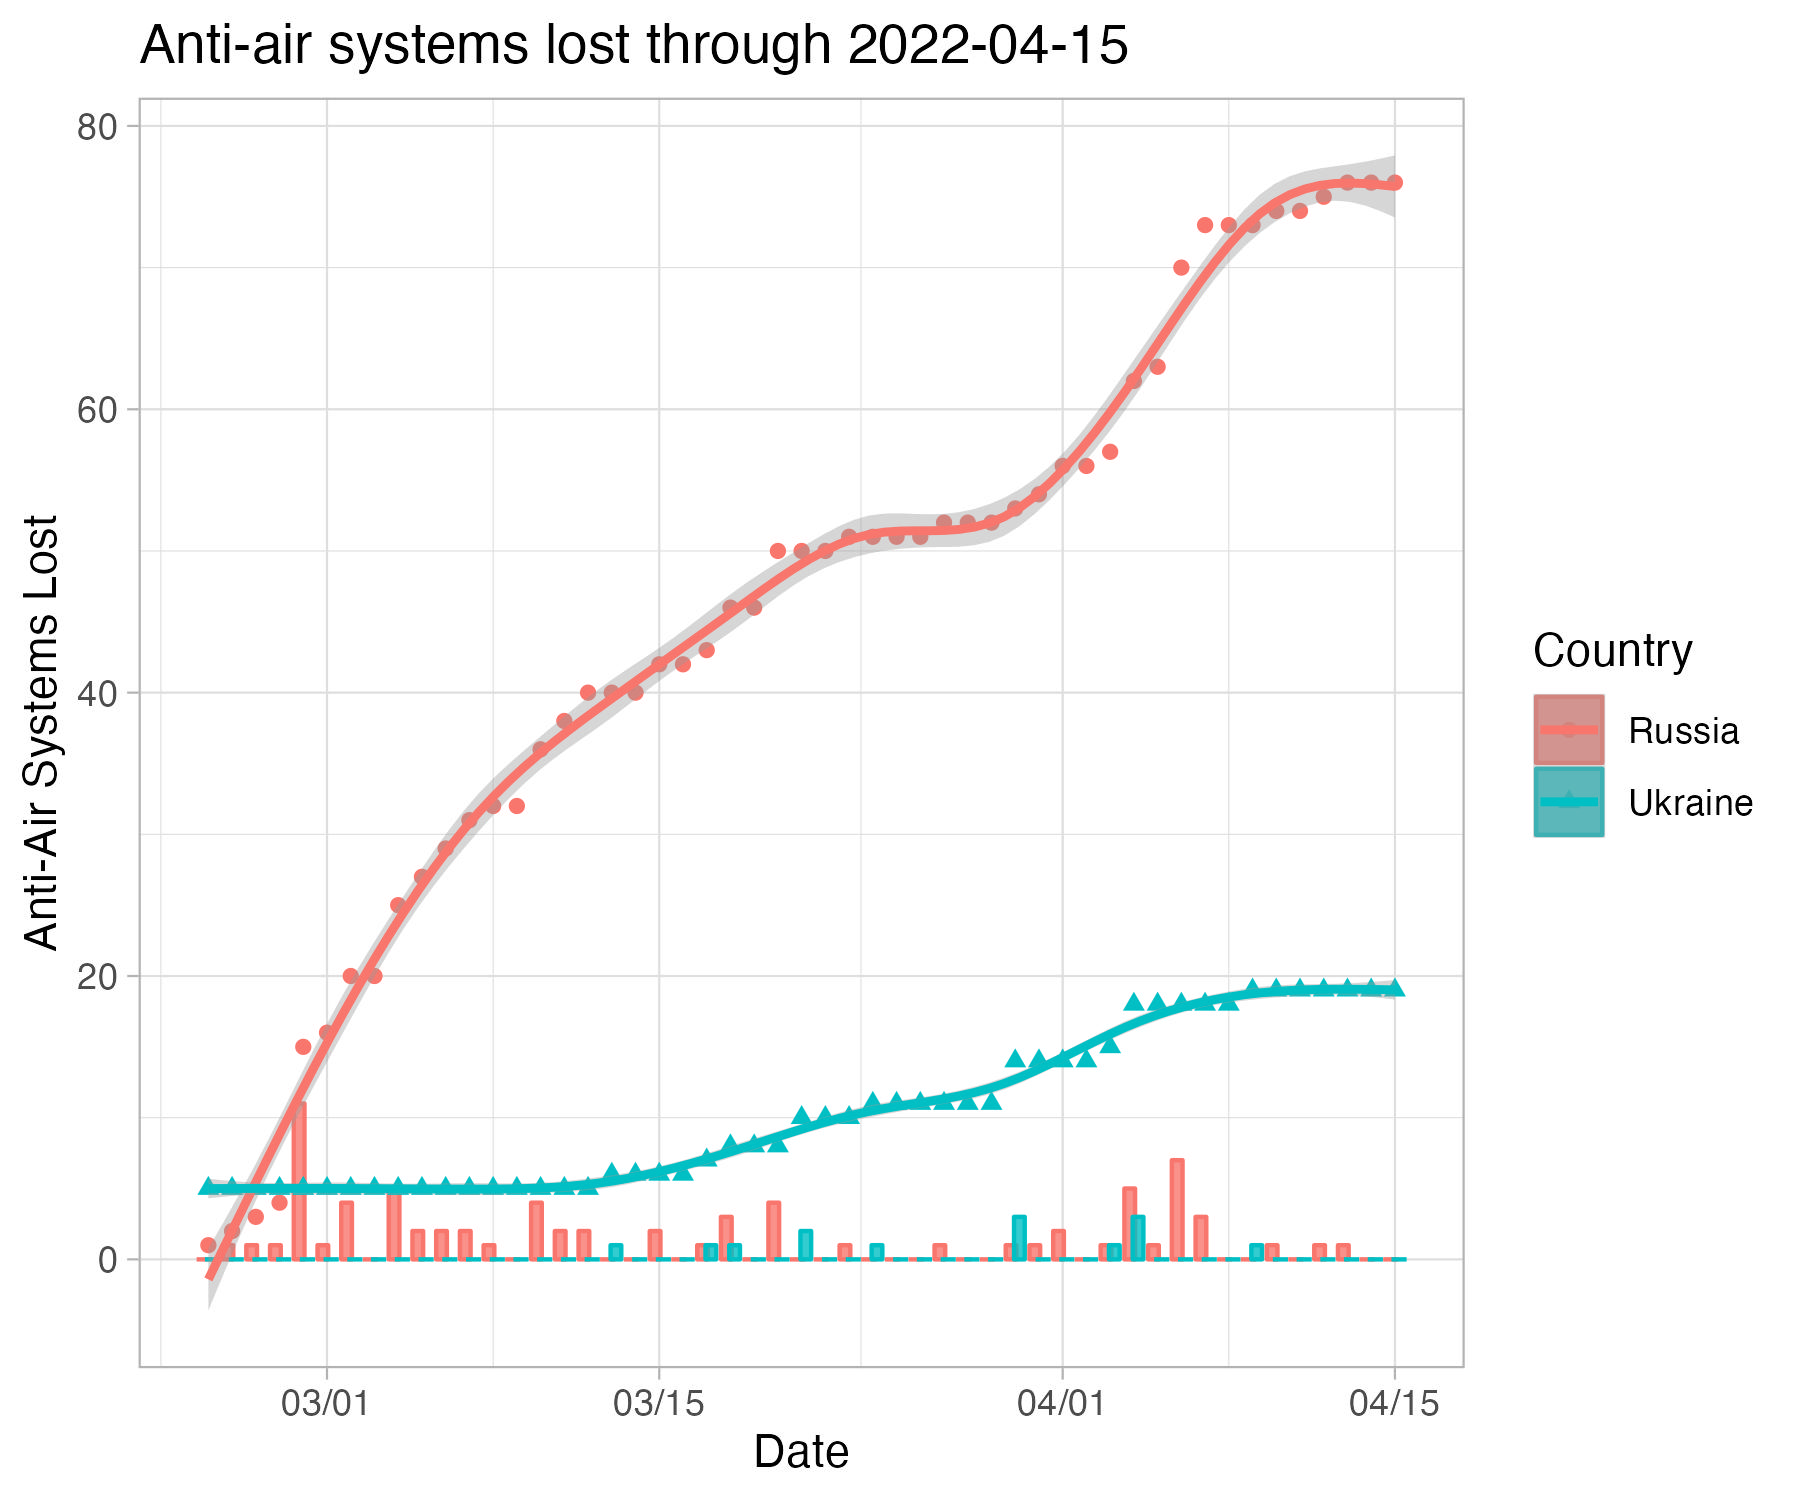 Anti-air systems lost through 2022-04-15
Anti-Air Systems Lost
80
60
40
20
0
03/01
03/15
04/01
04/15
Date
Country
Russia
Ukraine